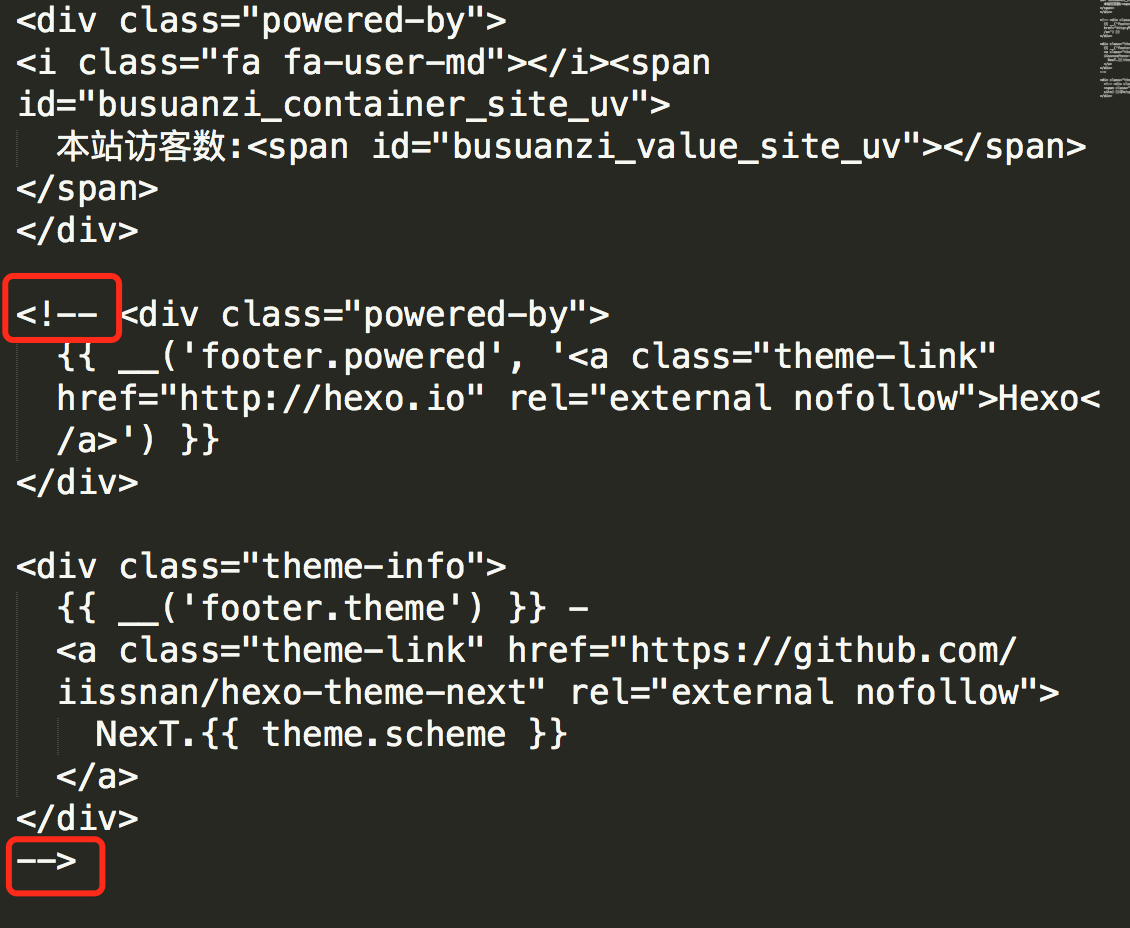 <div class="powered-by">
<i class="fa fa-user-md"></i><span
id="busuanzi_container_site_uv">
  本站访客数:<span id="busuanzi_value_site_uv"></span>
</span>
</div>

<!-- <div class="powered-by">
  {{ __('footer.powered', '<a class="theme-link"
  href="http://hexo.io" rel="external nofollow">Hexo<
  /a>') }}
</div>

<div class="theme-info">
  {{ __('footer.theme') }} -
  <a class="theme-link" href="https://github.com/
  iissnan/hexo-theme-next" rel="external nofollow">
    NexT.{{ theme.scheme }}
  </a>
</div>
-->